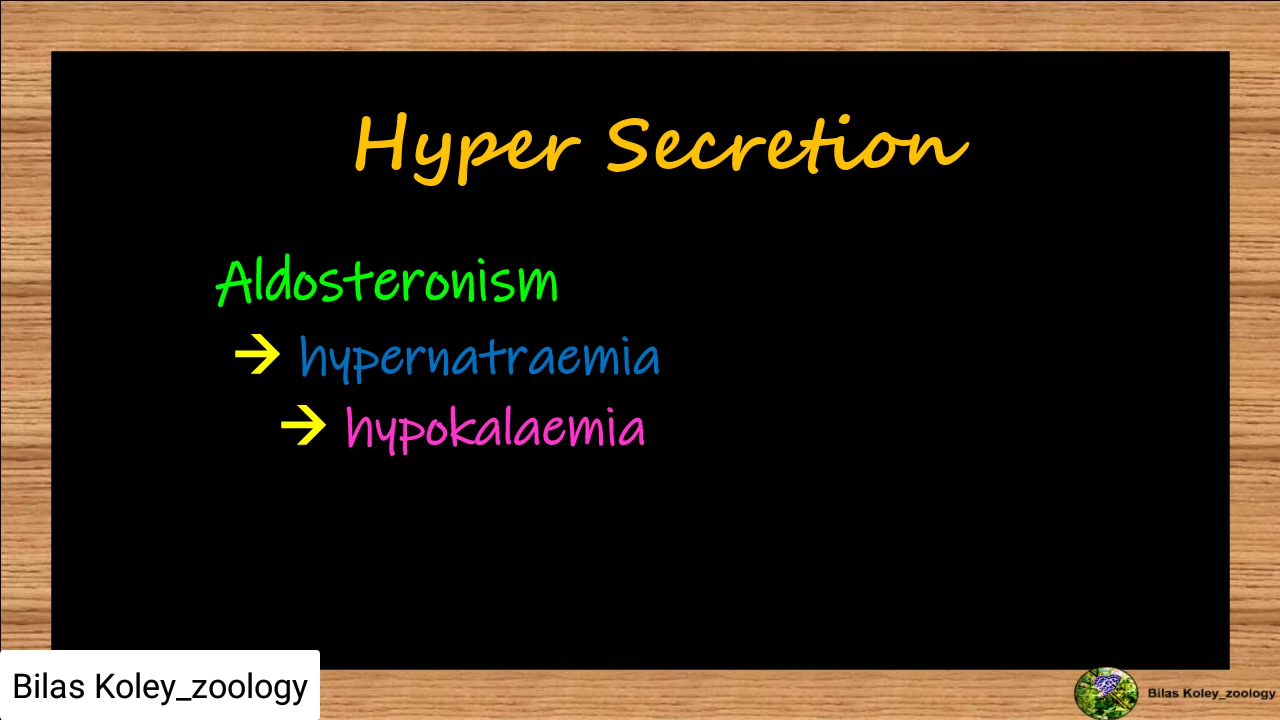 Hyper Secretion
Aldosteronism
→ hypernatraemia
→ hypokalaemia
Bilas Koley_zoology
Bilas Koley_zoology